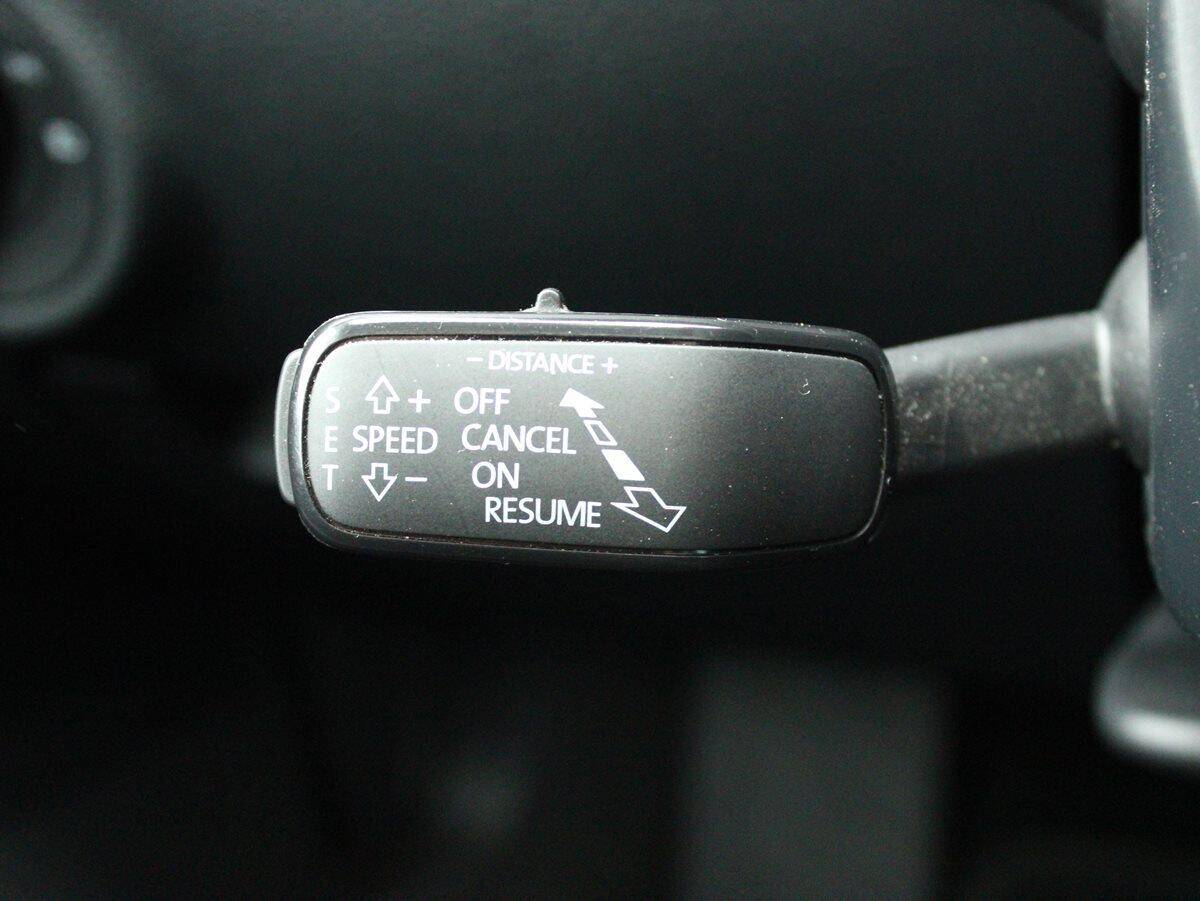 - DISTANCE +
S + OFF
E SPEED CANCEL
T - ON
RESUME